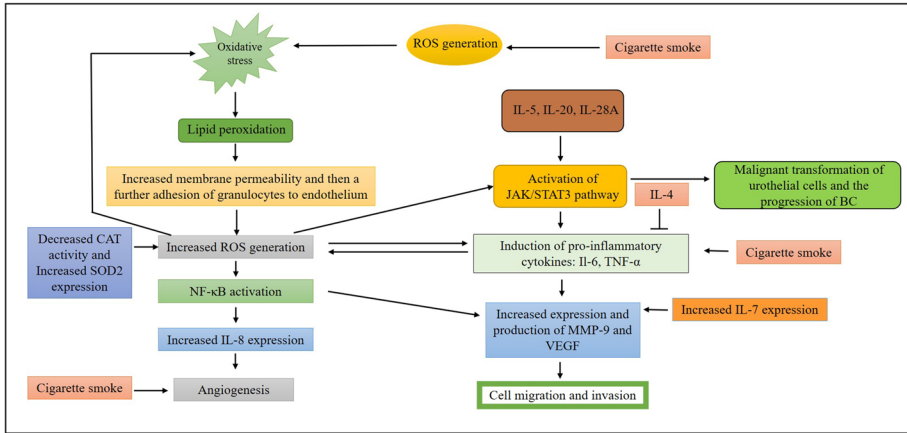 Oxidative
stress
ROS generation
Cigarette smoke
Lipid peroxidation
IL-5, IL-20, IL-28A
Increased membrane permeability and then a
further adhesion of granulocytes to endothelium
Activation of
JAK/STAT3 pathway
Malignant transformation of
urothelial cells and the
progression of BC
IL-4
Decreased CAT
activity and
Increased SOD2
expression
Increased ROS generation
Induction of pro-inflammatory
cytokines: Il-6, TNF-α
Cigarette smoke
NF-κB activation
Increased expression and
production of MMP-9 and
VEGF
Increased IL-7 expression
Increased IL-8 expression
Cigarette smoke
Angiogenesis
Cell migration and invasion